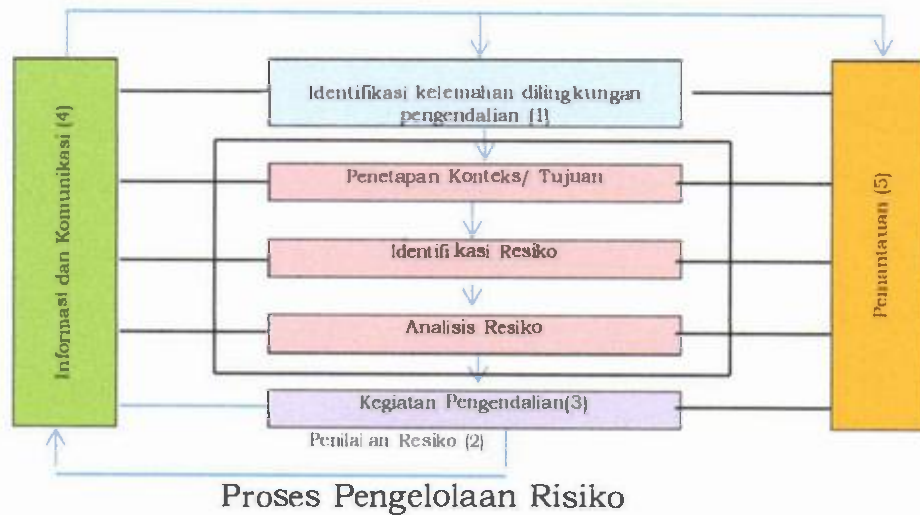 Informasi dan Komunikasi (4)
Identifikasi kelemahan dilingkungan
pengendalian (1)
Penetapan Konteks/ Tujuan
Identifikasi Resiko
Analisis Resiko
Kegiatan Pengendalian(3)
Penilaian Resiko (2)
Pemantauan (5)
Proses Pengelolaan Risiko